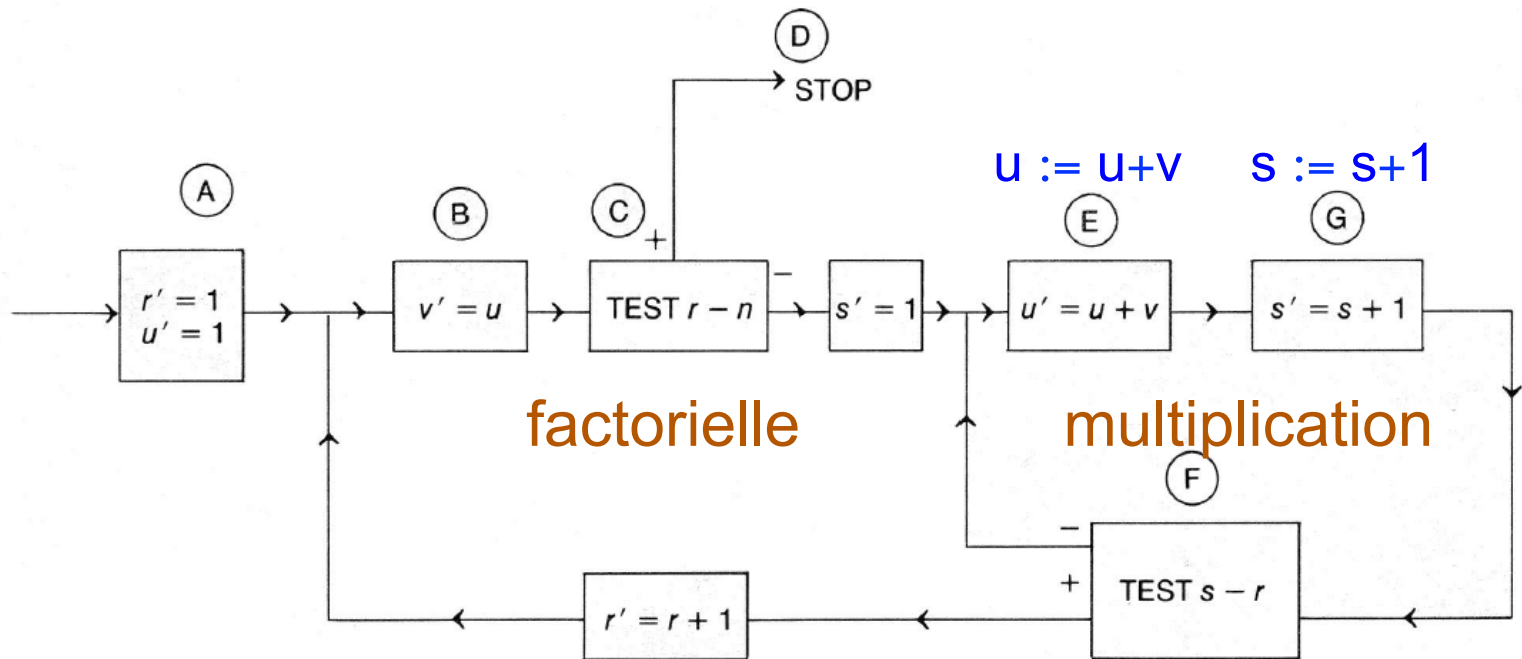 D
STOP
u := u+v
s := s+1
A
B
C
E
G
+
−
r′ = 1
u′ = 1
v′ = u
TEST r − n
s′ = 1
u′ = u + v
s′ = s + 1
factorielle
multiplication
F
−
+
TEST s − r
r′ = r + 1